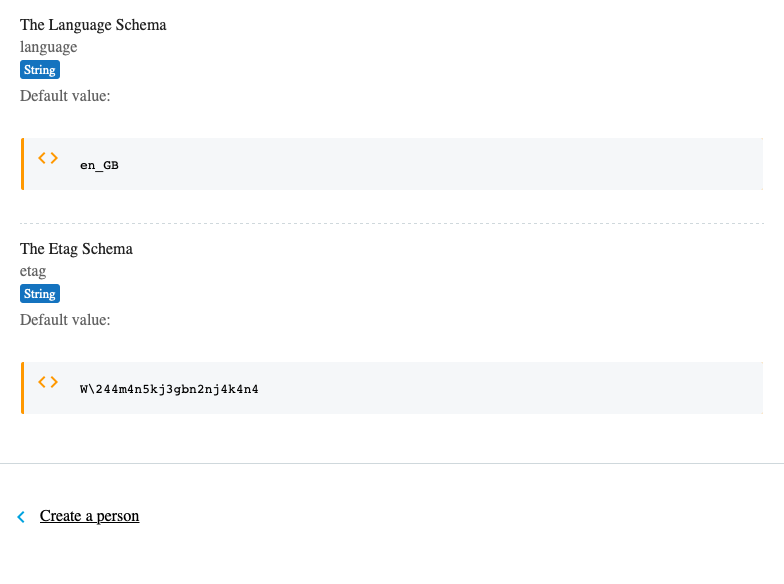 The Language Schema
language
String
Default value:
<> en_GB
The Etag Schema
etag
String
Default value:
<> W\244m4n5kj3gbn2nj4k4n4
Create a person